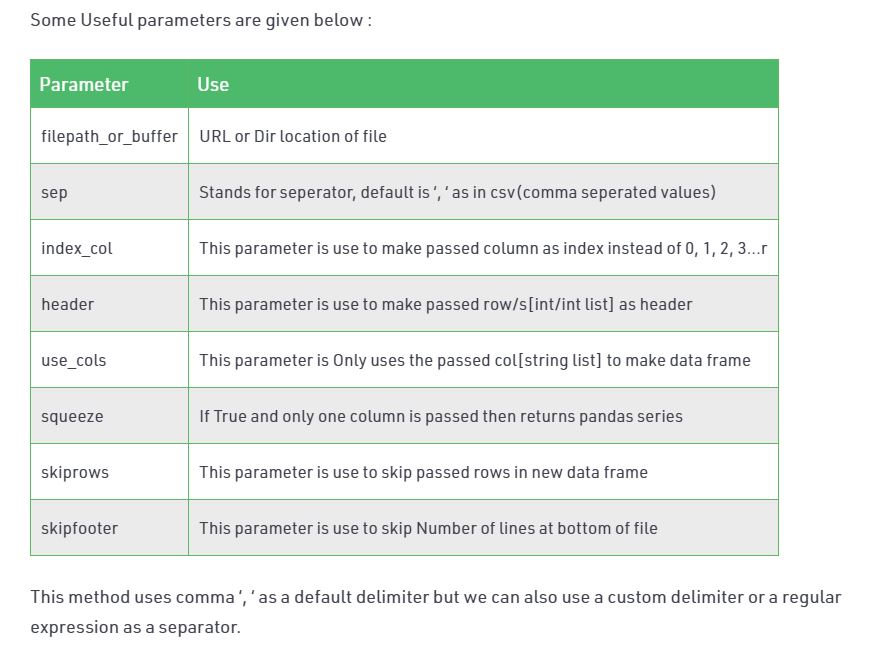 Some Useful parameters are given below :
Parameter Use
filepath_or_buffer URL or Dir location of file
sep Stands for seperator, default is ‘, ‘ as in csv(comma seperated values)
index_col This parameter is use to make passed column as index instead of 0, 1, 2, 3…r
header This parameter is use to make passed row/s[int/int list] as header
use_cols This parameter is Only uses the passed col[string list] to make data frame
squeeze If True and only one column is passed then returns pandas series
skiprows This parameter is use to skip passed rows in new data frame
skipfooter This parameter is use to skip Number of lines at bottom of file
This method uses comma ‘, ‘ as a default delimiter but we can also use a custom delimiter or a regular
expression as a separator.